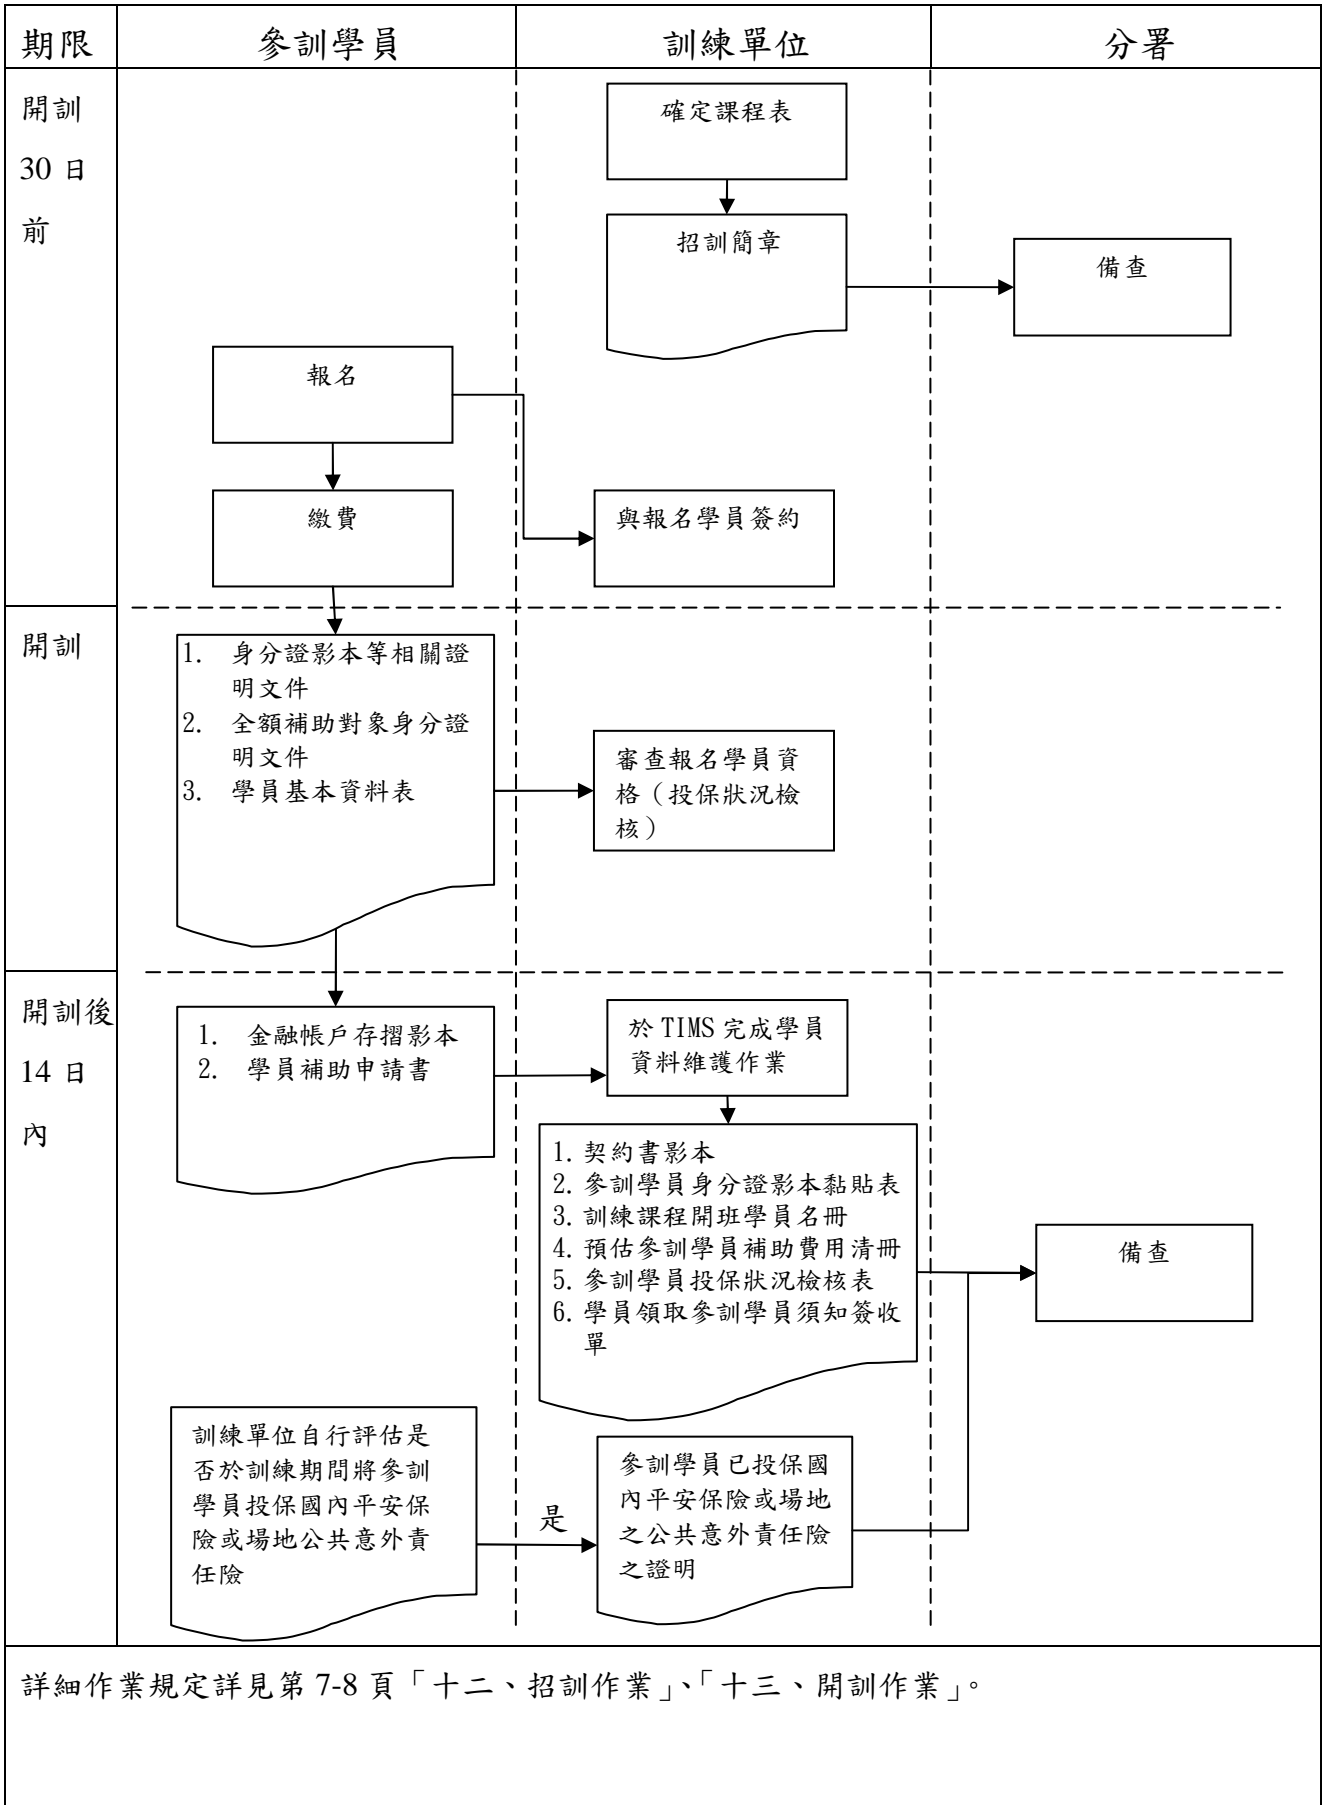 期限
參訓學員
訓練單位
分署
開訓
30 日
前
確定課程表
招訓簡章
備查
報名
繳費
與報名學員簽約
開訓
1. 身分證影本等相關證
明文件
2. 全額補助對象身分證
明文件
3. 學員基本資料表
審查報名學員資
格（投保狀況檢
核）
開訓後
14 日
內
1. 金融帳戶存摺影本
2. 學員補助申請書
於 TIMS 完成學員
資料維護作業
1. 契約書影本
2. 參訓學員身分證影本黏貼表
3. 訓練課程開班學員名冊
4. 預估參訓學員補助費用清冊
5. 參訓學員投保狀況檢核表
6. 學員領取參訓學員須知簽收
單
備查
訓練單位自行評估是
否於訓練期間將參訓
學員投保國內平安保
險或場地公共意外責
任險
是
參訓學員已投保國
內平安保險或場地
之公共意外責任險
之證明
詳細作業規定詳見第 7-8 頁「十二、招訓作業」、「十三、開訓作業」。